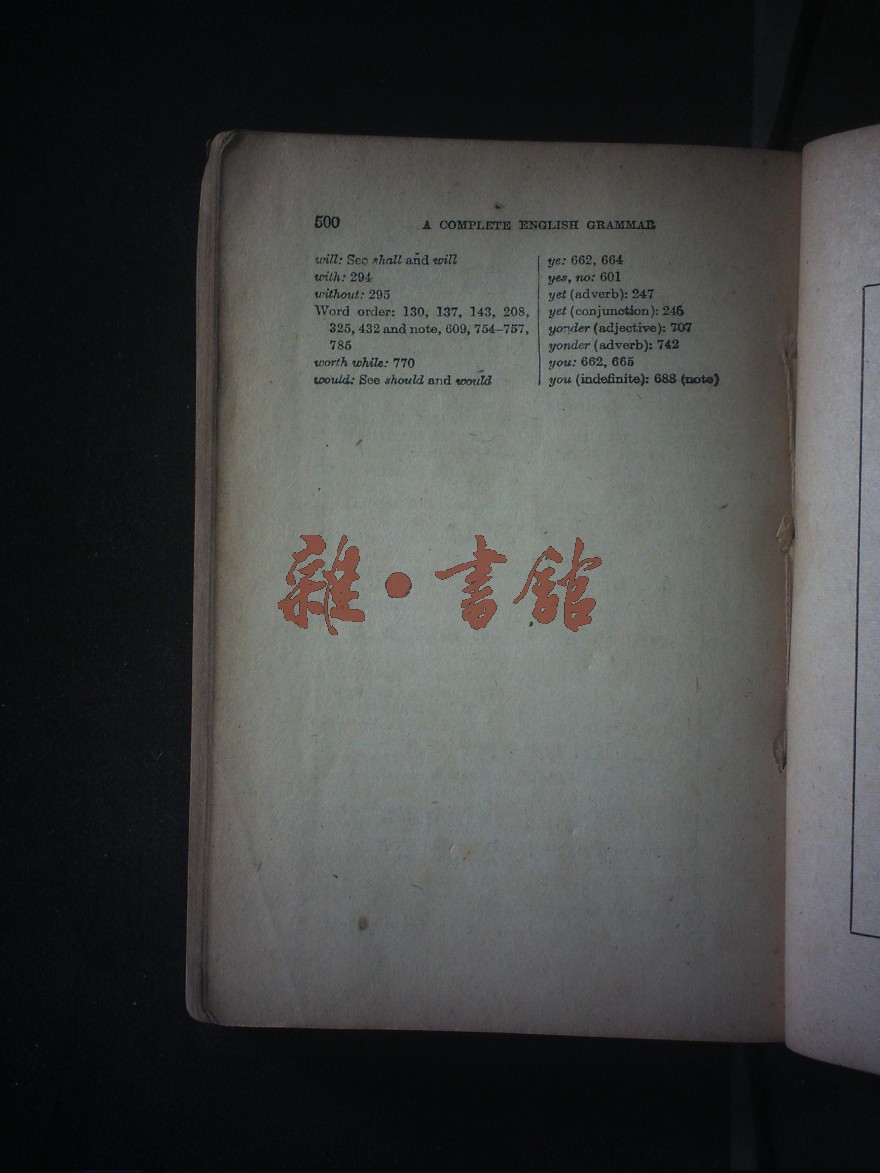 500 A COMPLETE ENGLISH GRAMMAR
will: See shall and will
with: 294
without: 295
Word order: 130, 137, 143, 208,
325, 432 and note, 609, 754–757,
785
worth while: 770
would: See should and would
ye: 662, 664
yes, no: 601
yet (adverb): 247
yet (conjunction): 246
yonder (adjective): 707
yonder (adverb): 742
you: 662, 665
you (indefinite): 688 (note)
雜·書館